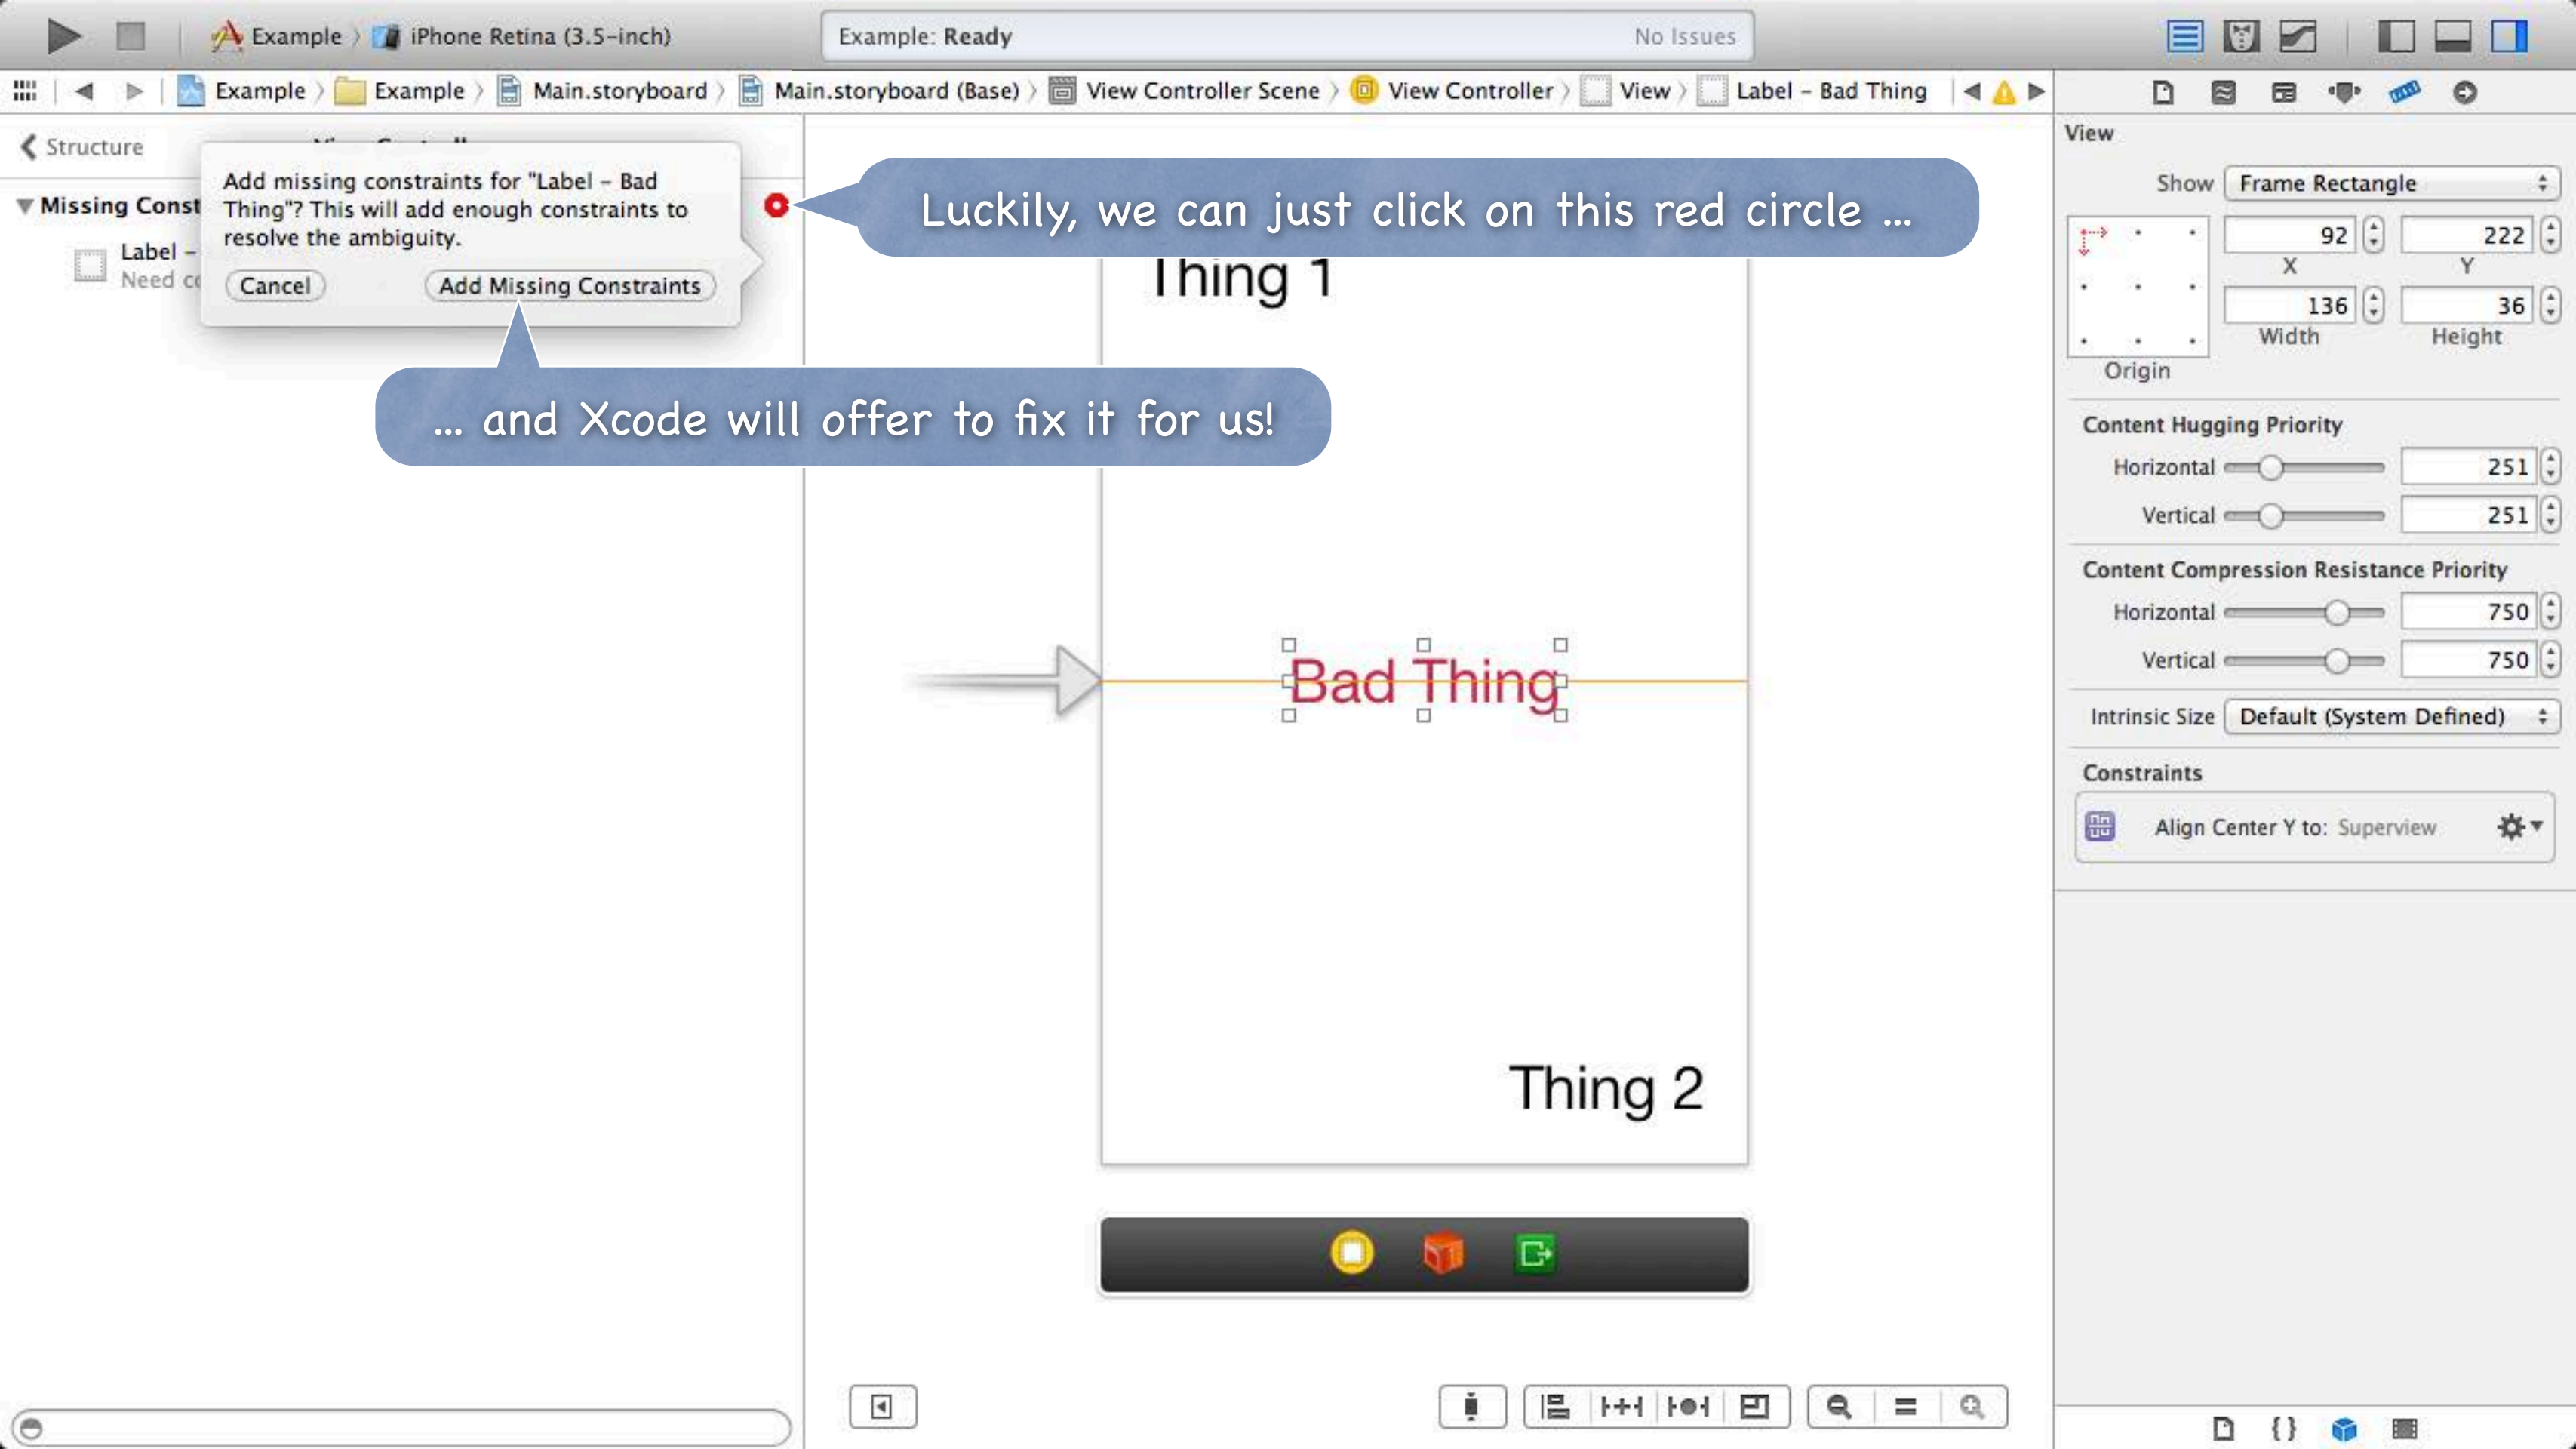 Example 〉 iPhone Retina (3.5-inch)
Example: Ready
No Issues
Example 〉 Example 〉 Main.storyboard 〉 Main.storyboard (Base) 〉 View Controller Scene 〉 View Controller 〉 View 〉 Label – Bad Thing
Structure
Add missing constraints for "Label – Bad
Thing"? This will add enough constraints to
resolve the ambiguity.
Cancel
Add Missing Constraints
Missing Const
Label –
Need co
Luckily, we can just click on this red circle ...
... and Xcode will offer to fix it for us!
Thing 1
Bad Thing
Thing 2
View
Show Frame Rectangle
92 222
X Y
136 36
Width Height
Origin
Content Hugging Priority
Horizontal 251
Vertical 251
Content Compression Resistance Priority
Horizontal 750
Vertical 750
Intrinsic Size Default (System Defined)
Constraints
Align Center Y to: Superview